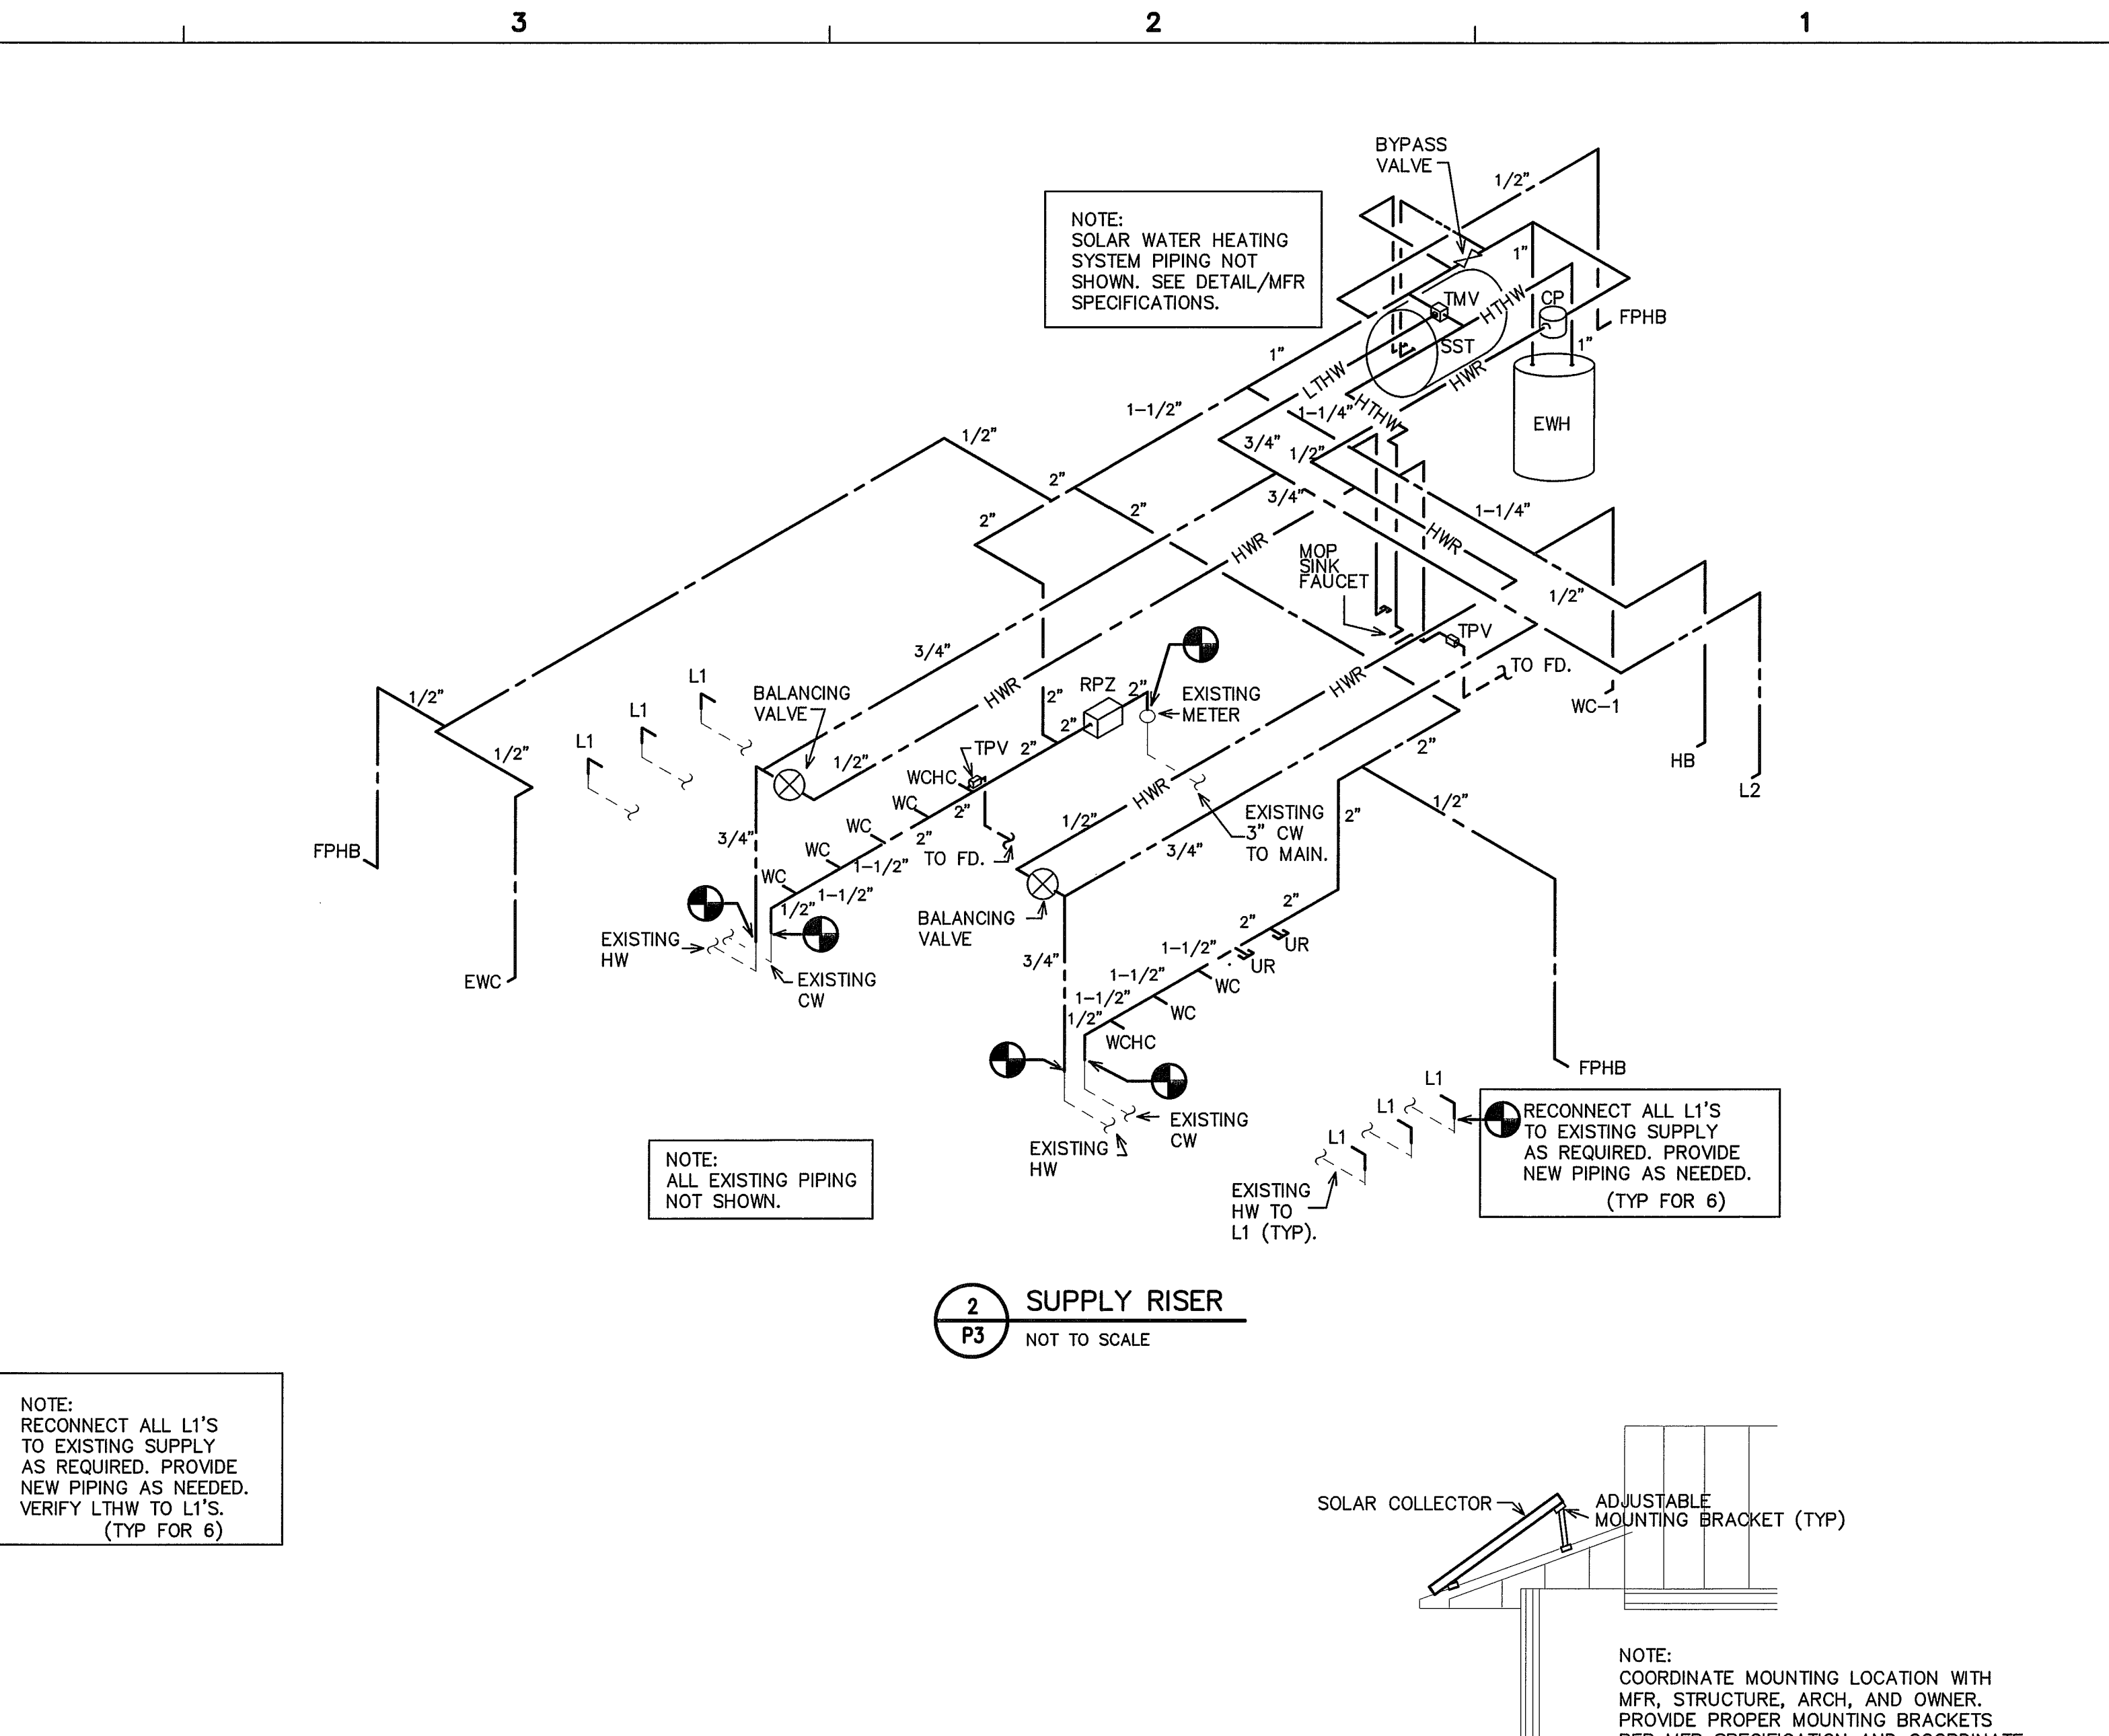 3
2
1
BYPASS
VALVE
1/2"
NOTE:
SOLAR WATER HEATING
SYSTEM PIPING NOT
SHOWN. SEE DETAIL/MFR
SPECIFICATIONS.
1"
TMV
HTHW
CP
FPHB
SST
1"
1"
LTHW
HWR
HTHW
1-1/2"
1-1/4"
EWH
1/2"
3/4"
1/2"
2"
3/4"
2"
2"
1-1/4"
HWR
HWR
MOP
SINK
FAUCET
1/2"
TPV
3/4"
TO FD.
L1
L1
L1
BALANCING
VALVE
HWR
HWR
1/2"
2"
RPZ
2"
EXISTING
METER
WC-1
2"
2"
2"
1/2"
TPV
1/2"
WCHC
HB
L2
WC
2"
HWR
1/2"
EXISTING
3" CW
TO MAIN.
1/2"
2"
FPHB
3/4"
WC
2"
TO FD.
3/4"
WC
1-1/2"
WC
1-1/2"
1/2"
BALANCING
VALVE
2"
2"
UR
UR
EXISTING
HW
EWC
EXISTING
CW
3/4"
1-1/2"
1-1/2"
WC
1-1/2"
WC
1/2"
WCHC
FPHB
L1
L1
L1
EXISTING
CW
EXISTING
HW
RECONNECT ALL L1'S
TO EXISTING SUPPLY
AS REQUIRED. PROVIDE
NEW PIPING AS NEEDED.
(TYP FOR 6)
NOTE:
ALL EXISTING PIPING
NOT SHOWN.
EXISTING
HW TO
L1 (TYP).
2
P3
SUPPLY RISER
NOT TO SCALE
NOTE:
RECONNECT ALL L1'S
TO EXISTING SUPPLY
AS REQUIRED. PROVIDE
NEW PIPING AS NEEDED.
VERIFY LTHW TO L1'S.
(TYP FOR 6)
SOLAR COLLECTOR
ADJUSTABLE
MOUNTING BRACKET (TYP)
NOTE:
COORDINATE MOUNTING LOCATION WITH
MFR, STRUCTURE, ARCH, AND OWNER.
PROVIDE PROPER MOUNTING BRACKETS
PER MFR SPECIFICATION AND COORDINATE